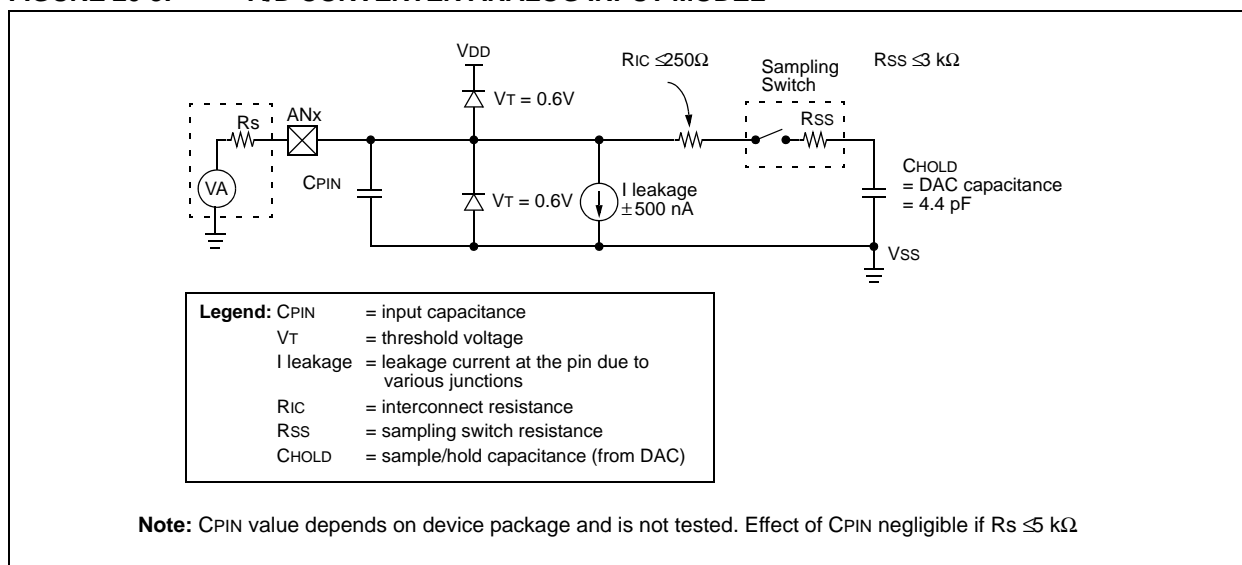 VDD
RIC ≤250Ω
Sampling
Switch
RSS ≤3 kΩ
VT = 0.6V
ANx
Rs
RSS
VA
CPIN
VT = 0.6V
I leakage
±500 nA
CHOLD
= DAC capacitance
= 4.4 pF
VSS
Legend: CPIN = input capacitance
VT = threshold voltage
I leakage = leakage current at the pin due to
various junctions
RIC = interconnect resistance
RSS = sampling switch resistance
CHOLD = sample/hold capacitance (from DAC)
Note: CPIN value depends on device package and is not tested. Effect of CPIN negligible if Rs ≤5 kΩ